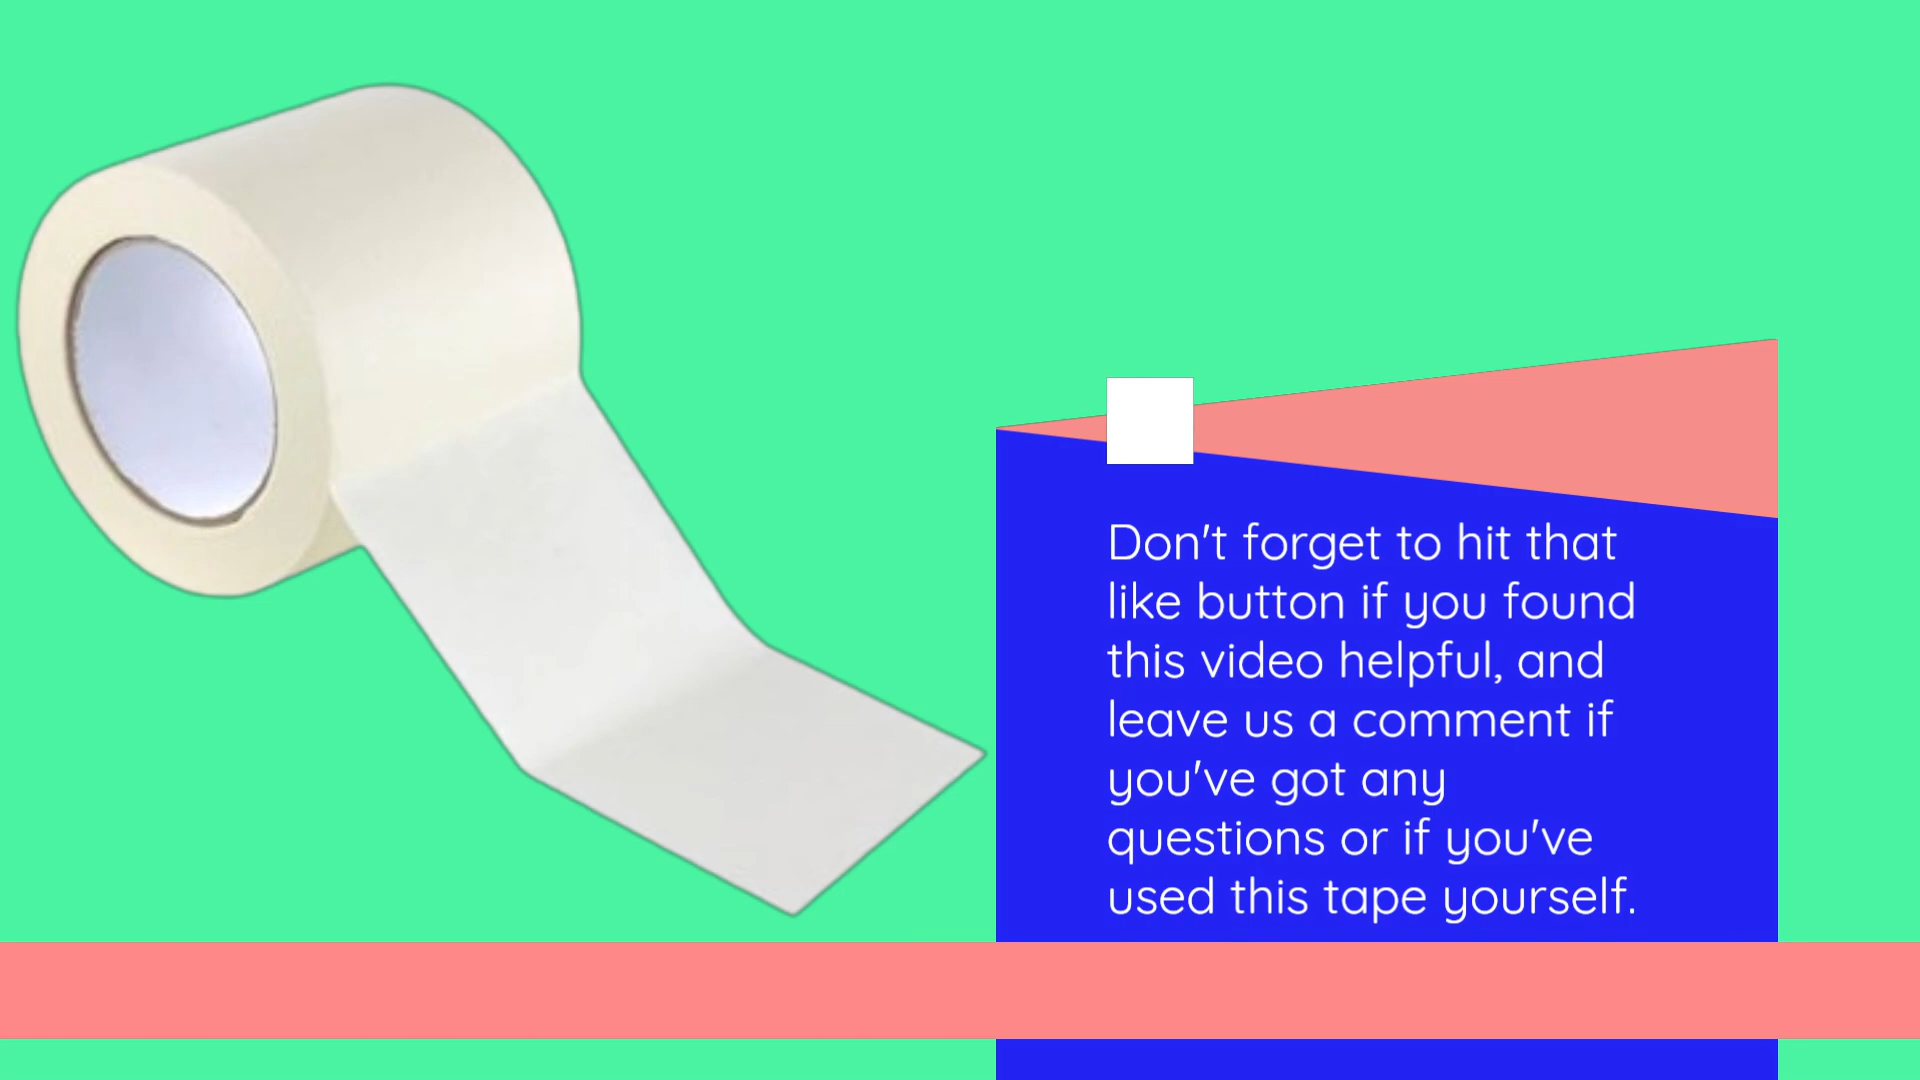 Don't forget to hit that
like button if you found
this video helpful, and
leave us a comment if
you've got any
questions or if you've
used this tape yourself.